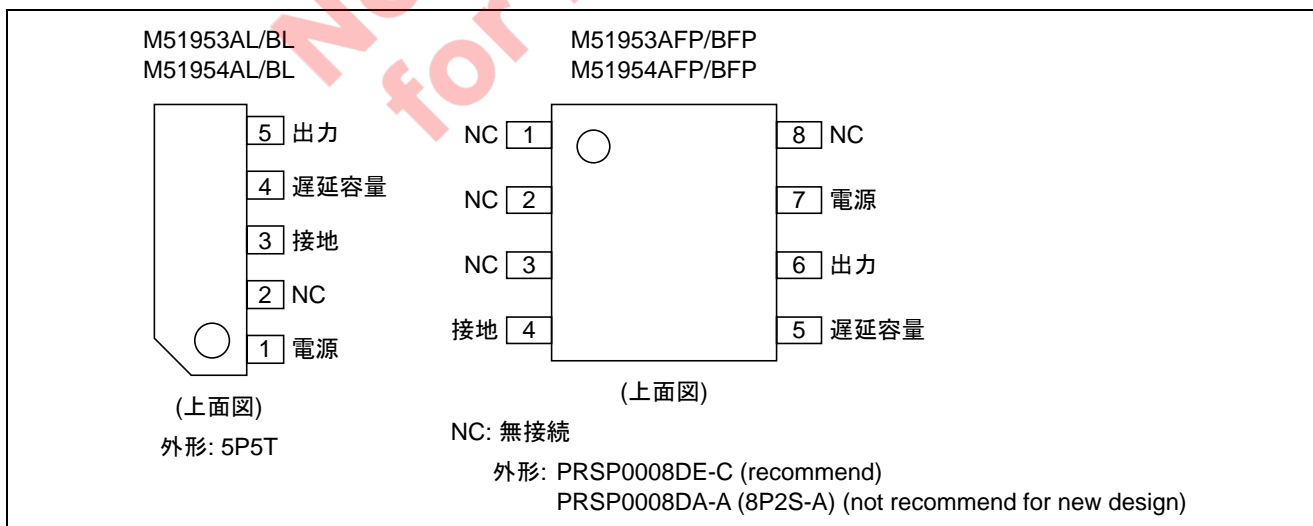 No
for
M51953AL/BL
M51954AL/BL
5 出力
4 遅延容量
3 接地
2 NC
1 電源
(上面図)
外形: 5P5T
M51953AFP/BFP
M51954AFP/BFP
NC 1
8 NC
NC 2
7 電源
NC 3
6 出力
接地 4
5 遅延容量
(上面図)
NC: 無接続
外形: PRSP0008DE-C (recommend)
PRSP0008DA-A (8P2S-A) (not recommend for new design)